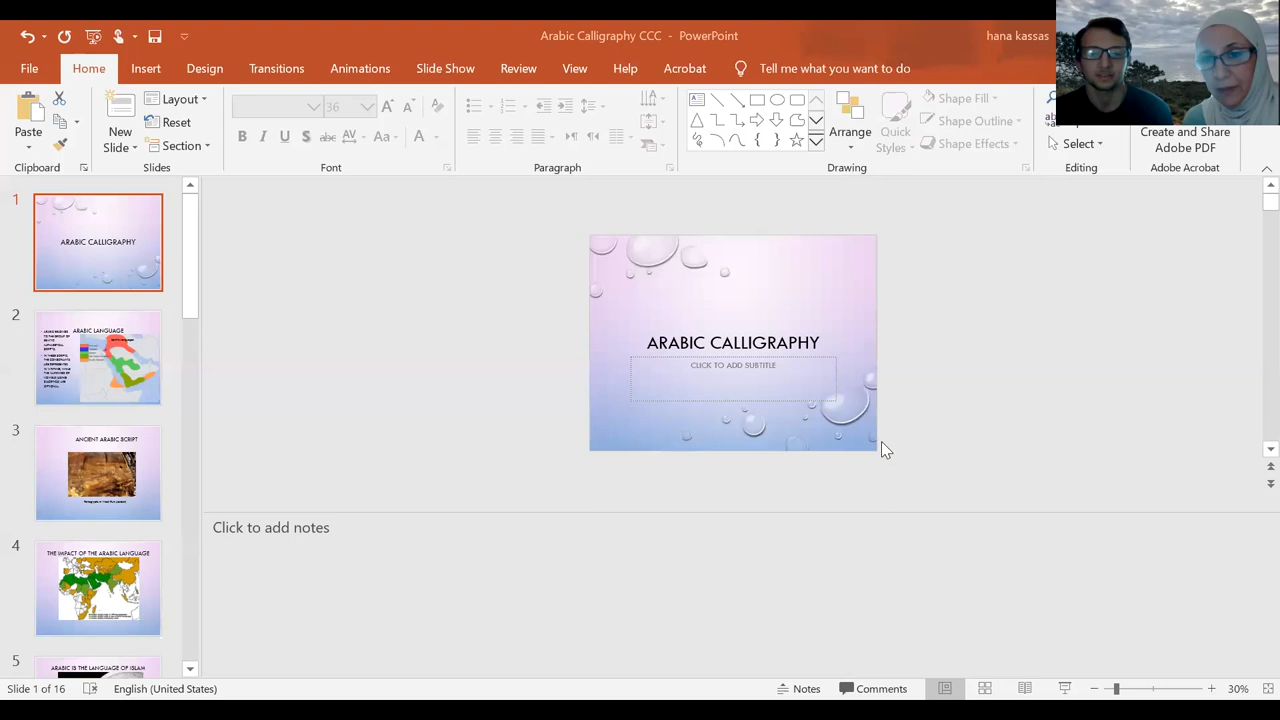 Arabic Calligraphy CCC - PowerPoint
hana kassas
File Home Insert Design Transitions Animations Slide Show Review View Help Acrobat Tell me what you want to do
Paste
Clipboard
New
Slide
Layout
Reset
Section
Slides
36
Aa
Font
Paragraph
Arrange
Quick
Styles
Shape Fill
Shape Outline
Shape Effects
Drawing
Select
Editing
Create and Share
Adobe PDF
Adobe Acrobat
1
ARABIC CALLIGRAPHY
2
ARABIC LANGUAGE
3
ANCIENT ARABIC SCRIPT
4
THE IMPACT OF THE ARABIC LANGUAGE
5
ARABIC IS THE LANGUAGE OF ISLAM
ARABIC CALLIGRAPHY
CLICK TO ADD SUBTITLE
Click to add notes
Slide 1 of 16
English (United States)
Notes
Comments
30%